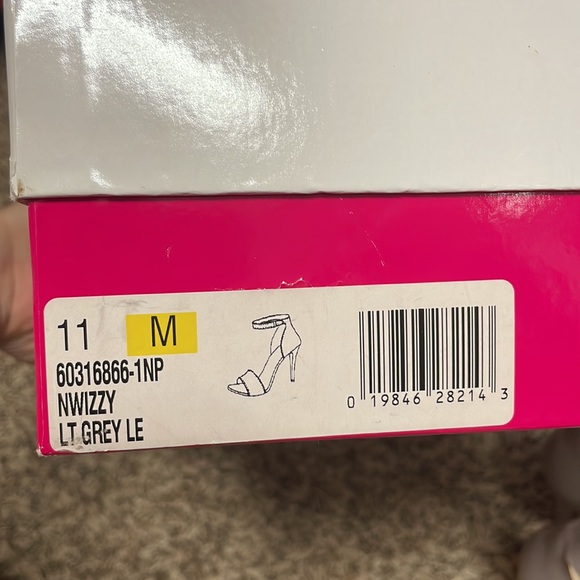 11 M
60316866-1NP
NWIZZY
LT GREY LE
0 19846 28214 3